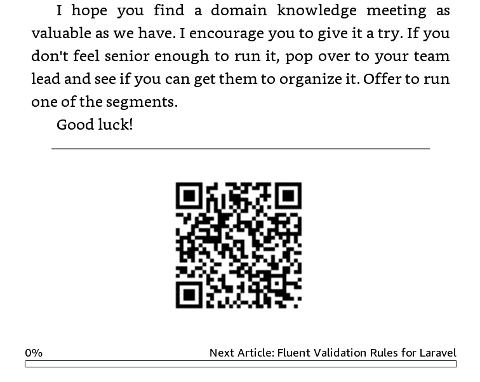 I hope you find a domain knowledge meeting as
valuable as we have. I encourage you to give it a try. If you
don't feel senior enough to run it, pop over to your team
lead and see if you can get them to organize it. Offer to run
one of the segments.
Good luck!
0% Next Article: Fluent Validation Rules for Laravel